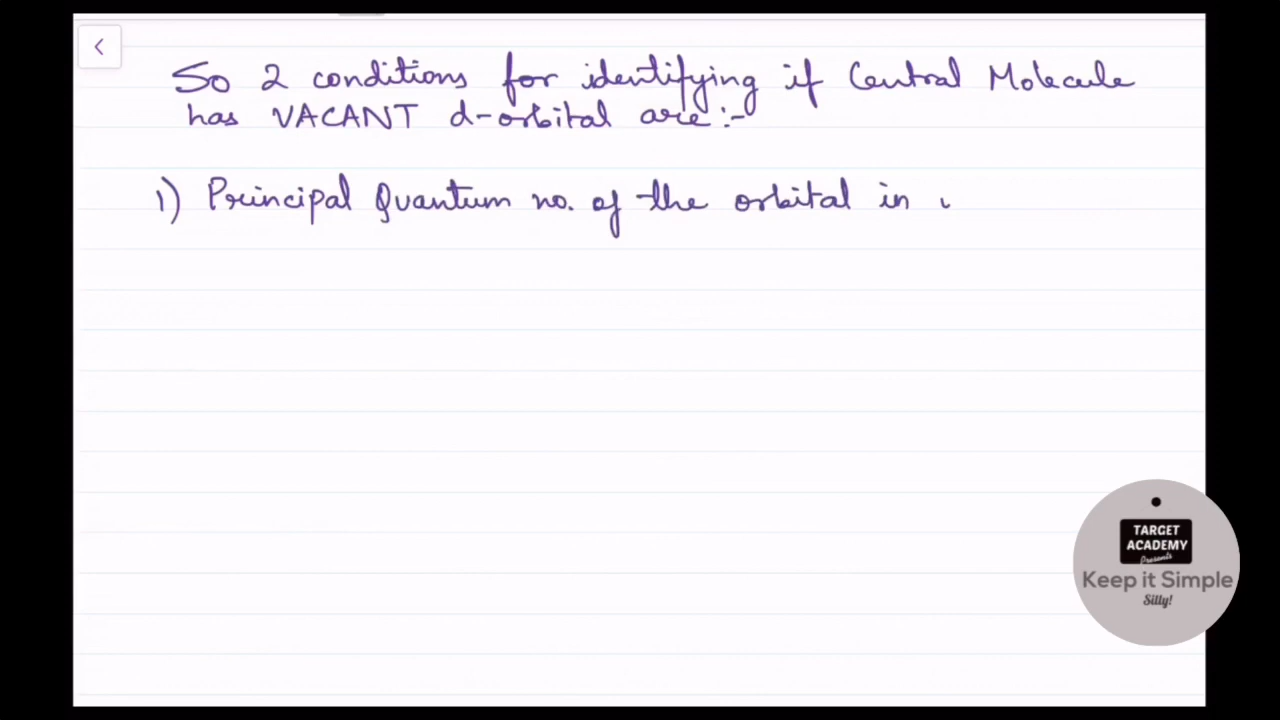 So 2 conditions for identifying if Central Molecule
has VACANT d-orbital are :-
1) Principal Quantum no. of the orbital in
TARGET
ACADEMY
Presents
Keep it Simple
Silly!